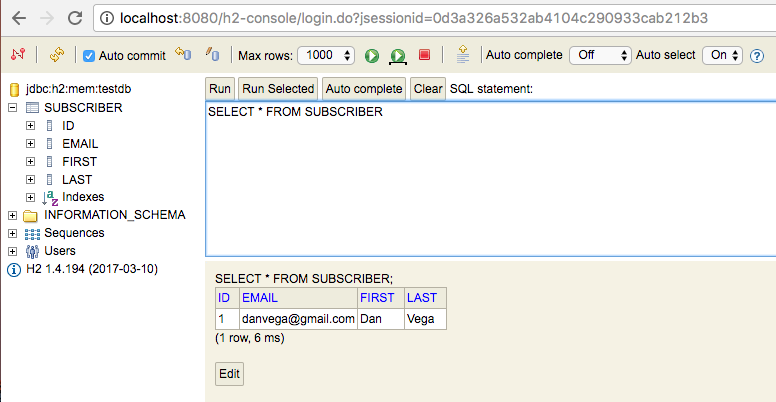 localhost:8080/h2-console/login.do?jsessionid=0d3a326a532ab4104c290933cab212b3
Auto commit Max rows: 1000 Auto complete Off Auto select On
jdbc:h2:mem:testdb
SUBSCRIBER
ID
EMAIL
FIRST
LAST
Indexes
INFORMATION_SCHEMA
Sequences
Users
H2 1.4.194 (2017-03-10)
Run Run Selected Auto complete Clear SQL statement:
SELECT * FROM SUBSCRIBER
SELECT * FROM SUBSCRIBER;
ID EMAIL FIRST LAST
1 danvega@gmail.com Dan Vega
(1 row, 6 ms)
Edit